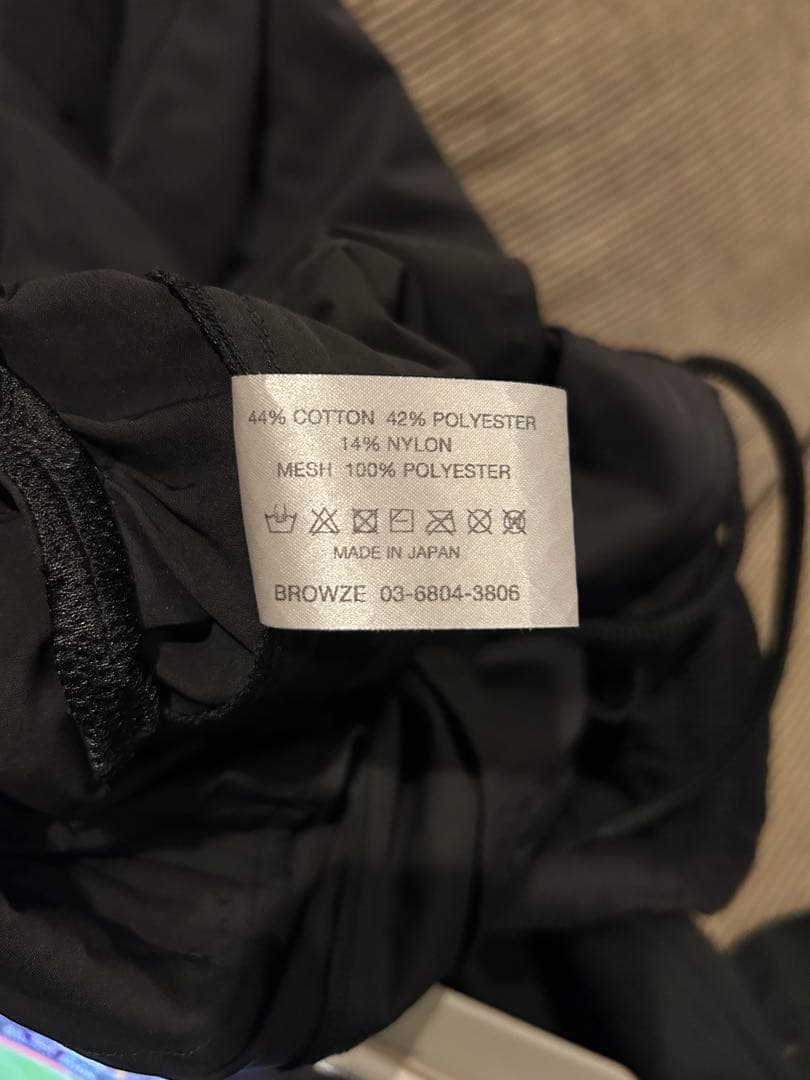 44% COTTON 42% POLYESTER
14% NYLON
MESH 100% POLYESTER
MADE IN JAPAN
BROWZE 03-6804-3806